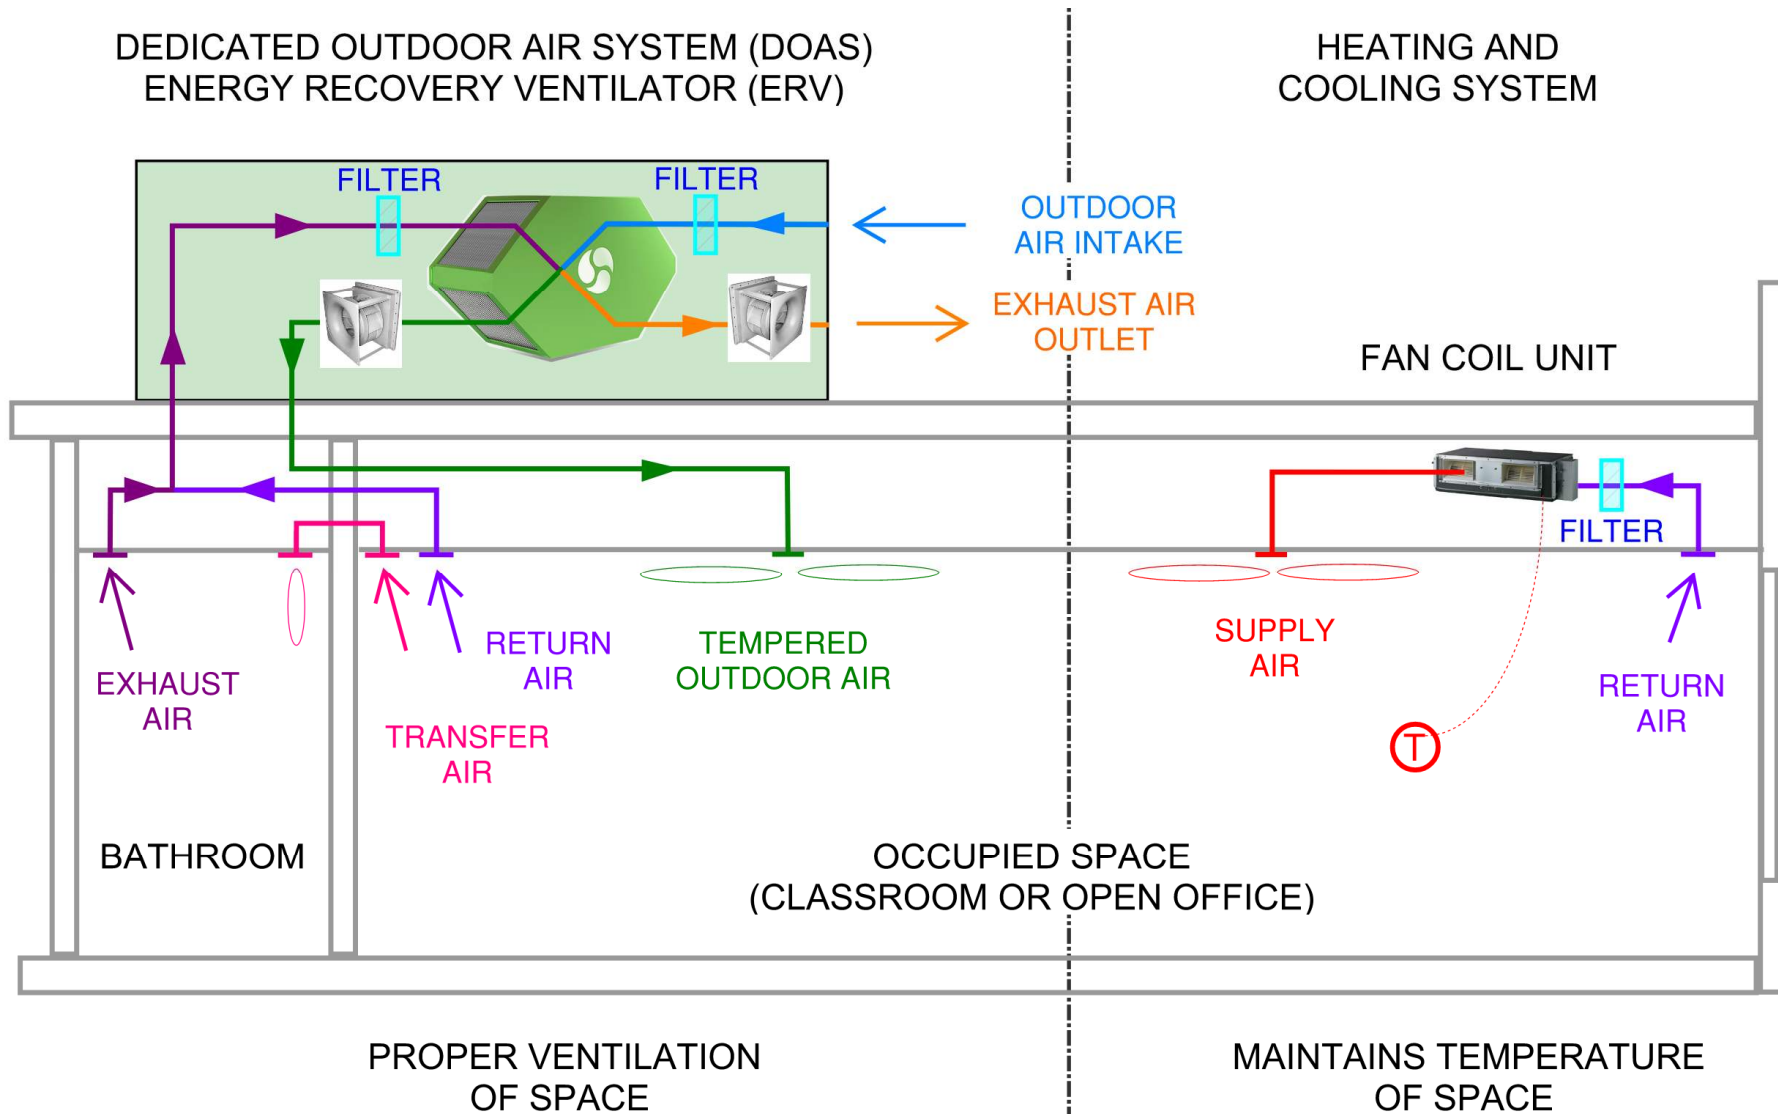 DEDICATED OUTDOOR AIR SYSTEM (DOAS)
ENERGY RECOVERY VENTILATOR (ERV)
HEATING AND
COOLING SYSTEM
FILTER
FILTER
OUTDOOR
AIR INTAKE
EXHAUST AIR
OUTLET
FAN COIL UNIT
FILTER
EXHAUST
AIR
TRANSFER
AIR
RETURN
AIR
TEMPERED
OUTDOOR AIR
SUPPLY
AIR
RETURN
AIR
T
BATHROOM
OCCUPIED SPACE
(CLASSROOM OR OPEN OFFICE)
PROPER VENTILATION
OF SPACE
MAINTAINS TEMPERATURE
OF SPACE